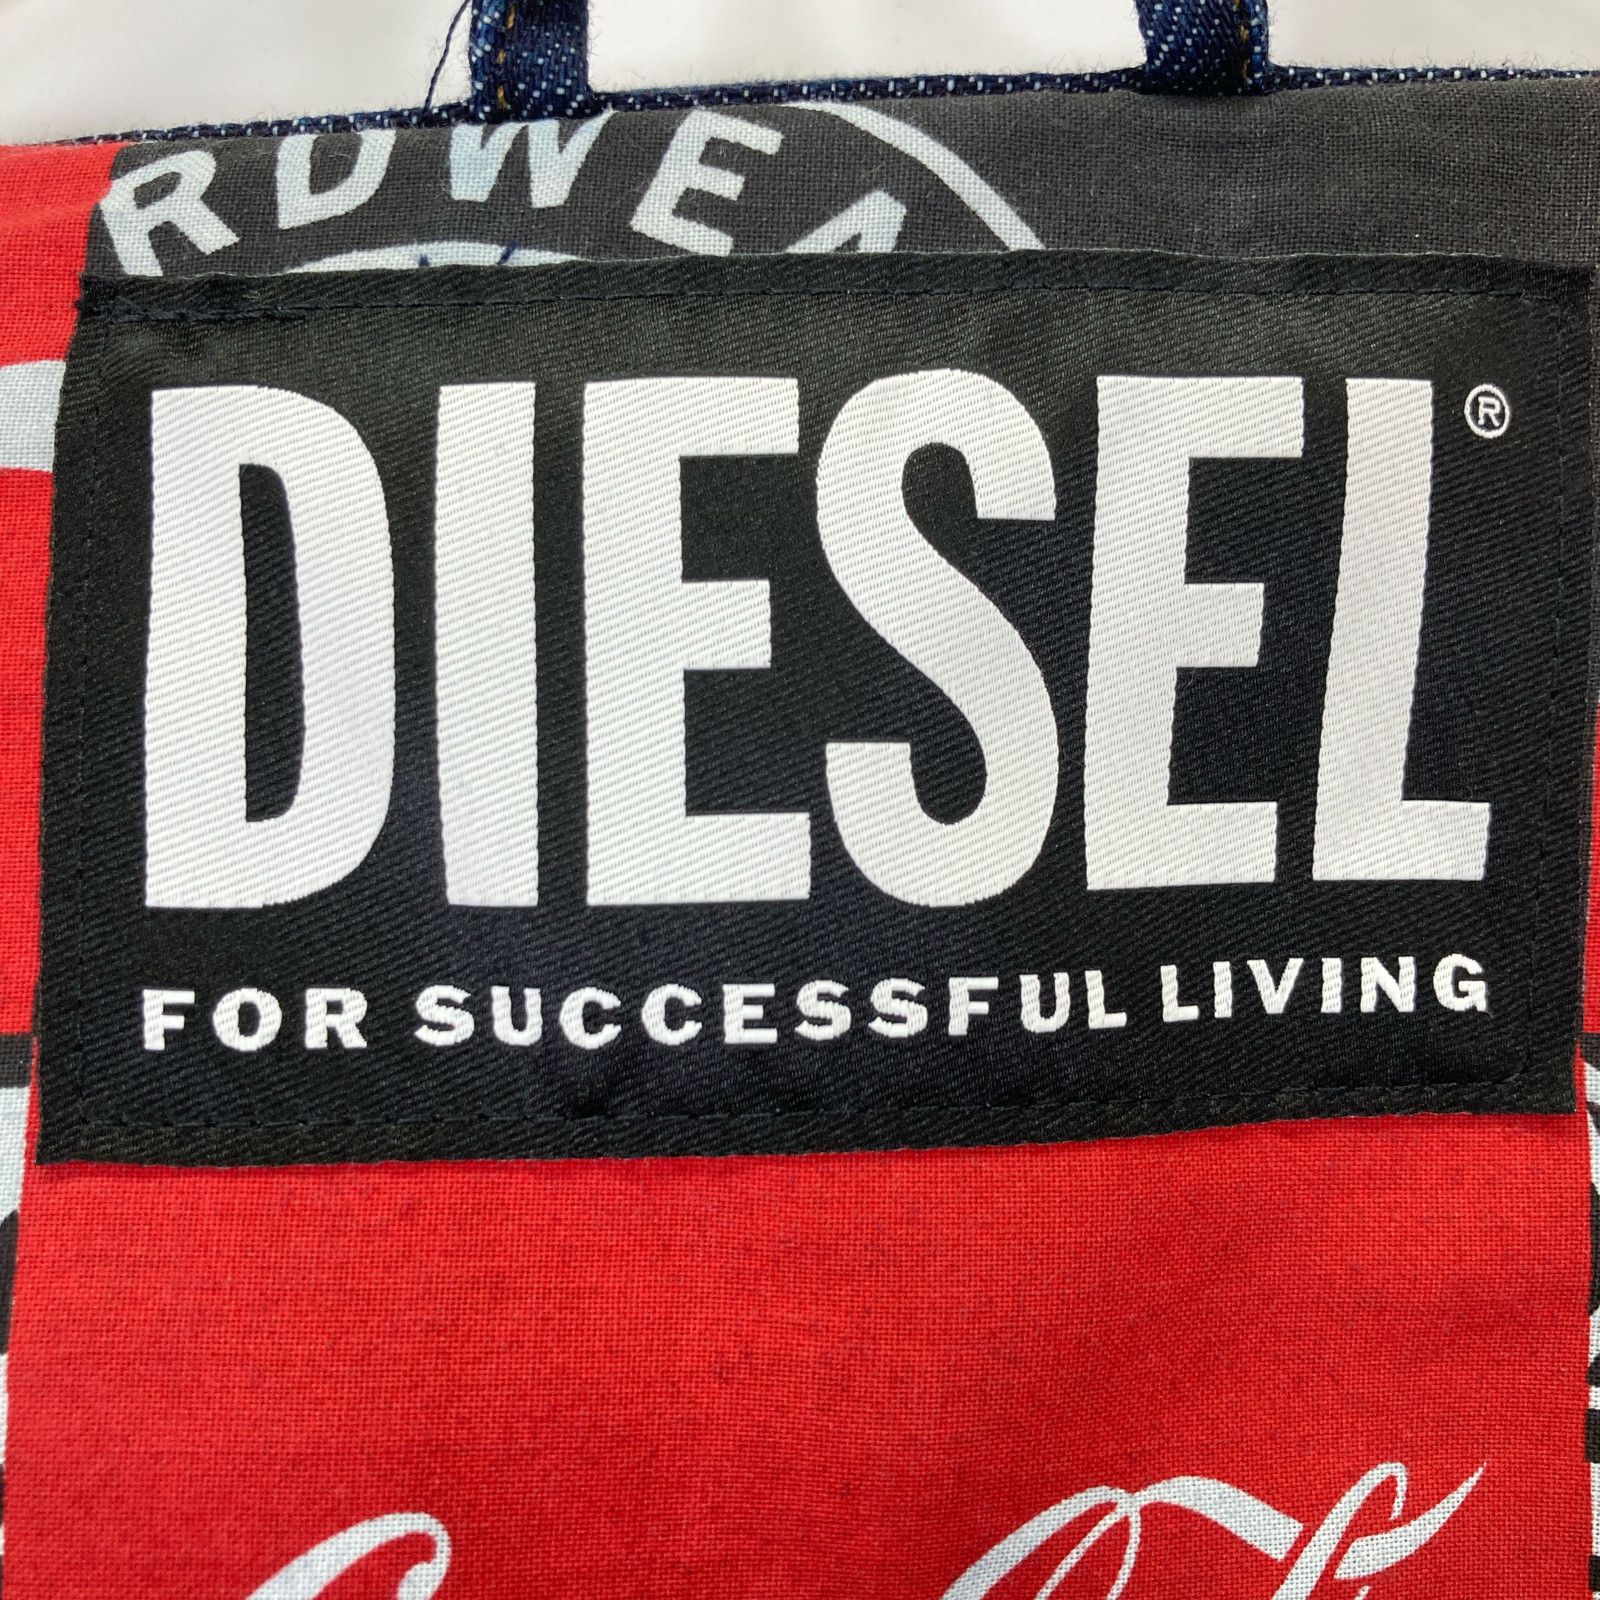 RDWEA
DIESEL®
FOR SUCCESSFUL LIVING